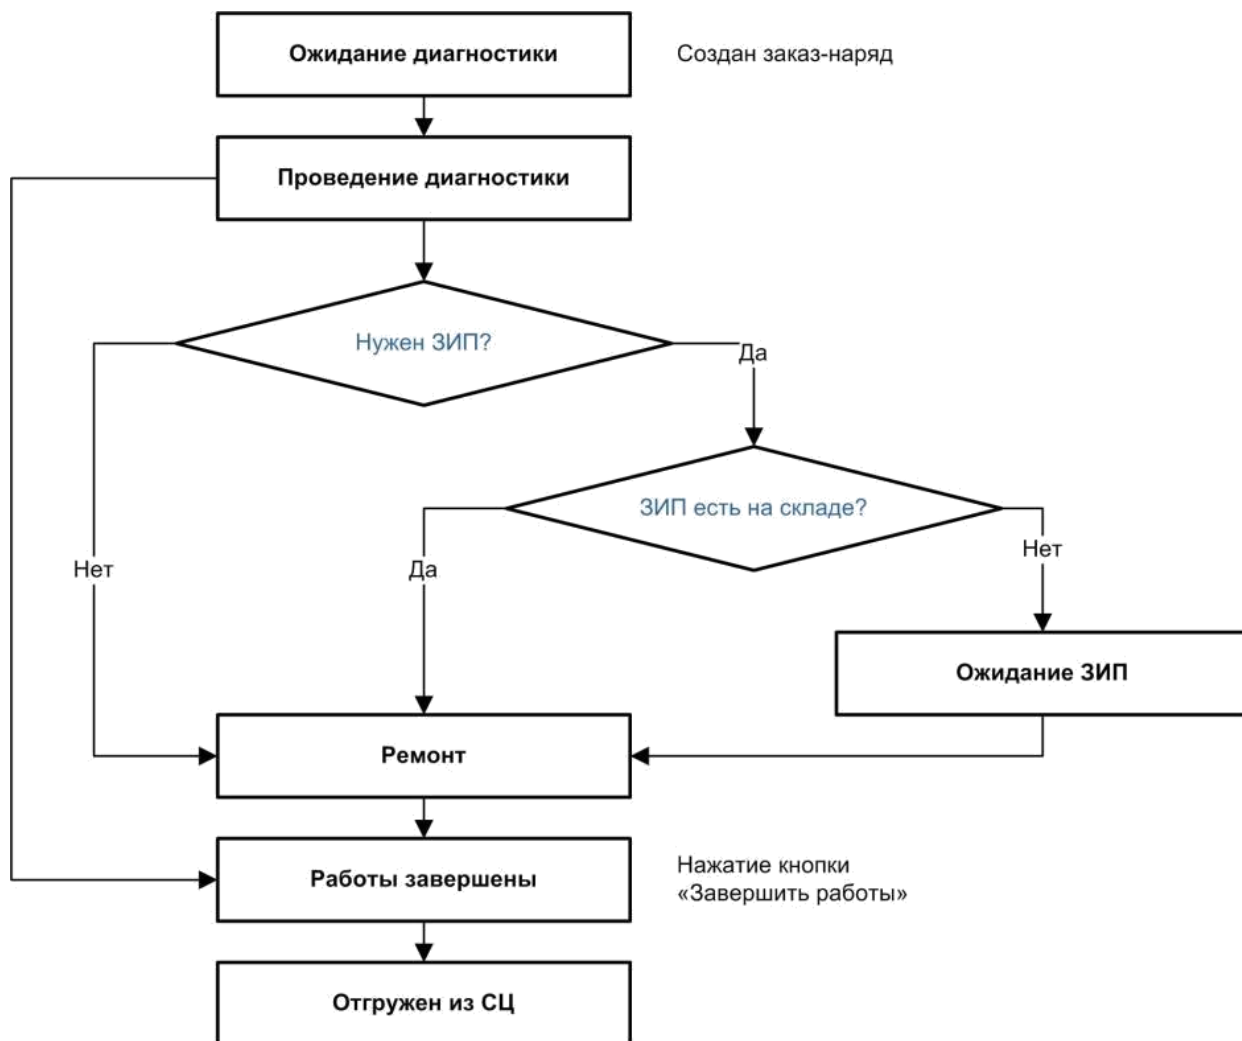 Ожидание диагностики
Создан заказ-наряд
Проведение диагностики
Нужен ЗИП?
Да
ЗИП есть на складе?
Нет
Да
Нет
Ожидание ЗИП
Ремонт
Работы завершены
Нажатие кнопки
«Завершить работы»
Отгружен из СЦ